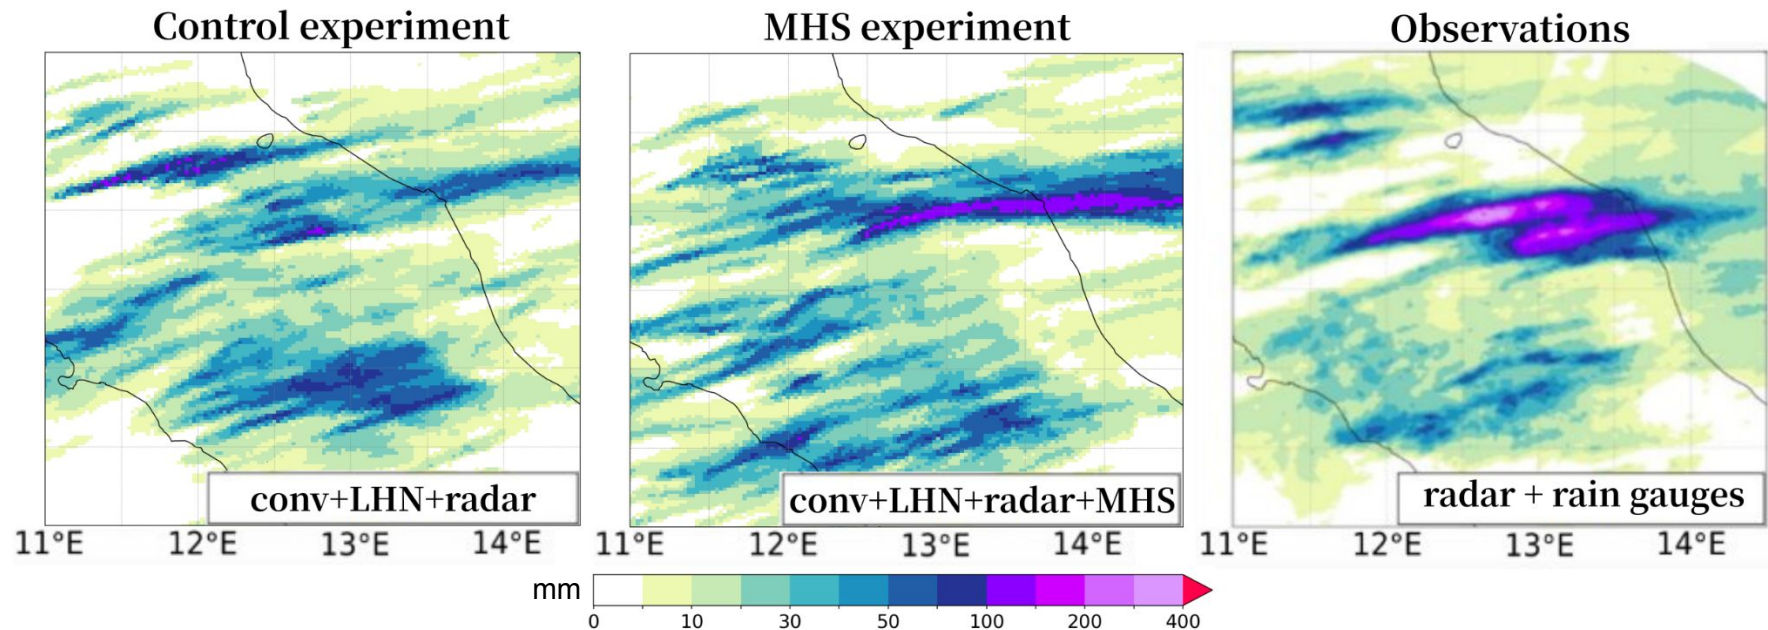 Control experiment
MHS experiment
Observations
conv+LHN+radar
conv+LHN+radar+MHS
radar + rain gauges
11°E 12°E 13°E 14°E
11°E 12°E 13°E 14°E
11°E 12°E 13°E 14°E
mm
0 10 30 50 100 200 400